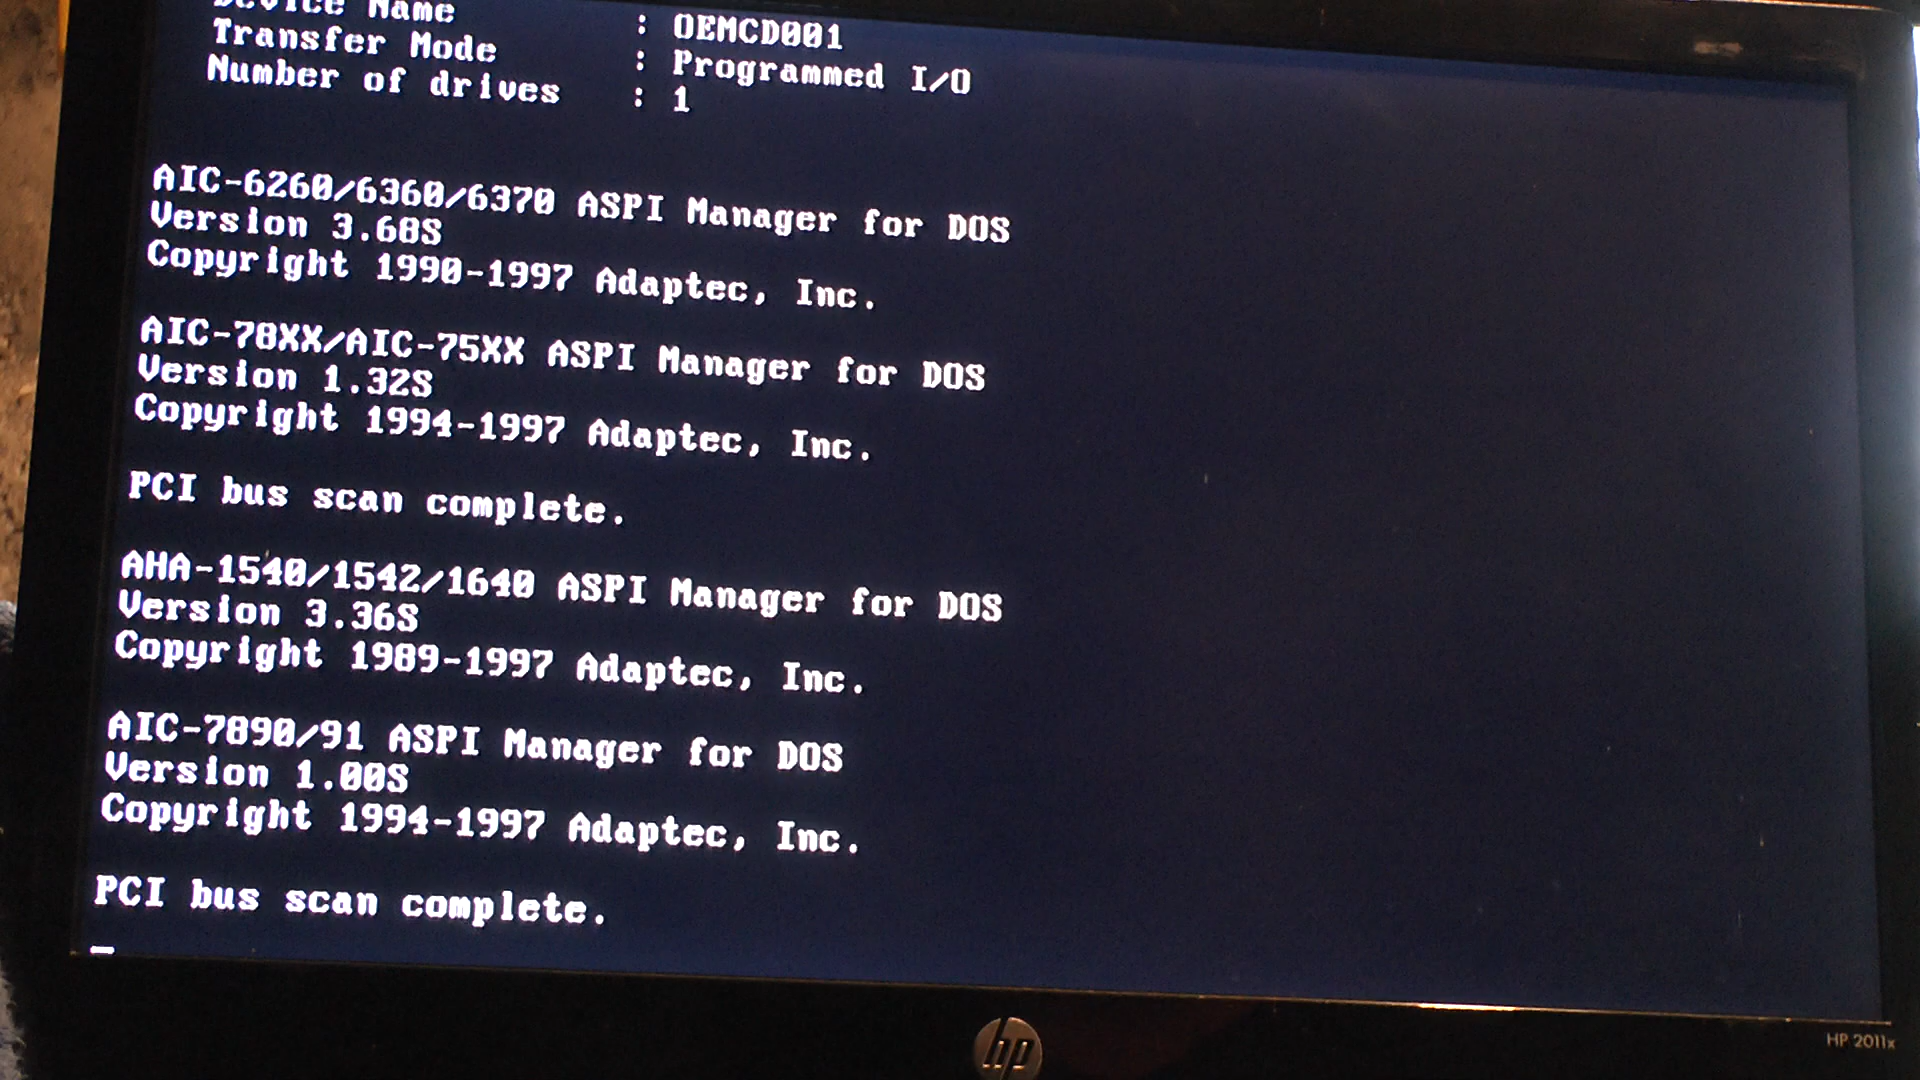 Device Name : OEMCD001
Transfer Mode : Programmed I/O
Number of drives : 1
AIC-6260/6360/6370 ASPI Manager for DOS
Version 3.68S
Copyright 1990-1997 Adaptec, Inc.
AIC-78XX/AIC-75XX ASPI Manager for DOS
Version 1.32S
Copyright 1994-1997 Adaptec, Inc.
PCI bus scan complete.
AHA-1540/1542/1640 ASPI Manager for DOS
Version 3.36S
Copyright 1989-1997 Adaptec, Inc.
AIC-7890/91 ASPI Manager for DOS
Version 1.00S
Copyright 1994-1997 Adaptec, Inc.
PCI bus scan complete.
_
hp
HP 2011x